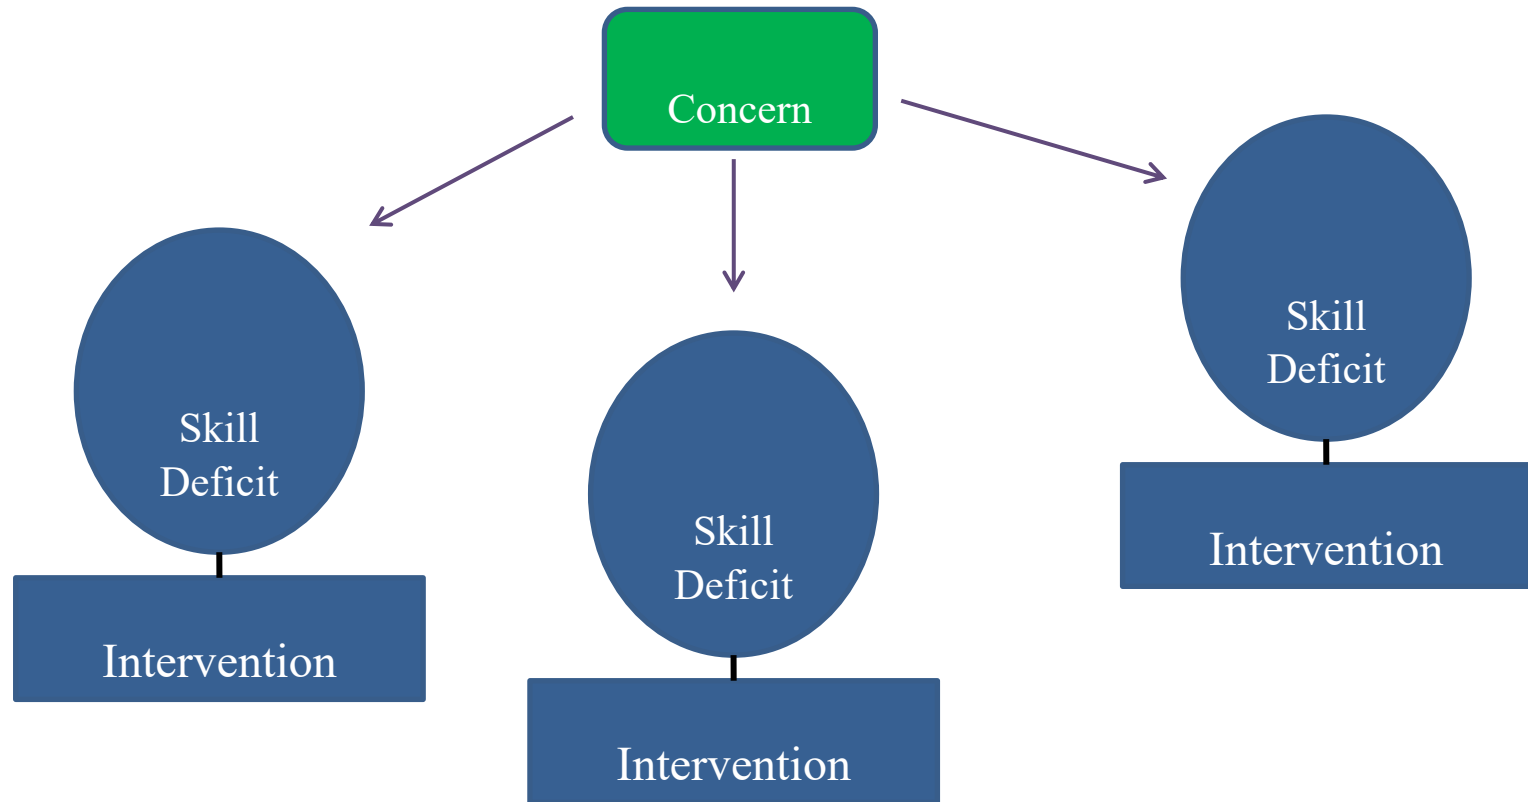 Concern
Skill
Deficit
Intervention
Skill
Deficit
Intervention
Skill
Deficit
Intervention